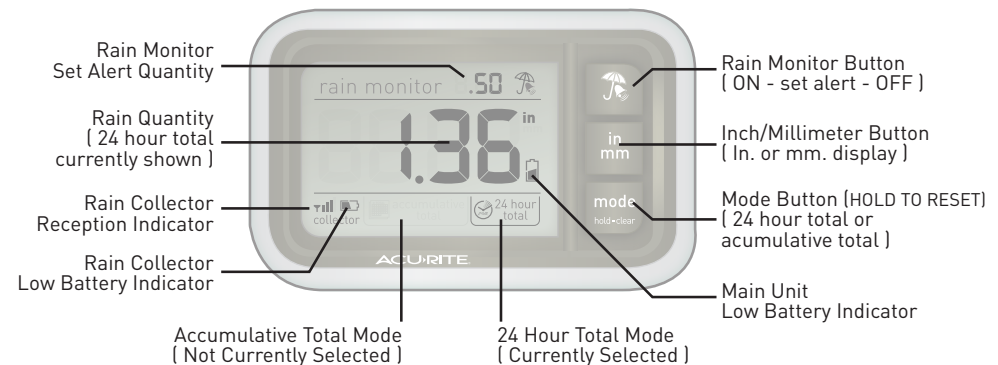 Rain Monitor
Set Alert Quantity
Rain Quantity
( 24 hour total
currently shown )
Rain Collector
Reception Indicator
Rain Collector
Low Battery Indicator
rain monitor .50
1.36 in
collector
24 hour
total
ACU RITE
in
mm
mode
hold=clear
Rain Monitor Button
( ON - set alert - OFF )
Inch/Millimeter Button
( In. or mm. display )
Mode Button (HOLD TO RESET)
( 24 hour total or
acumulative total )
Main Unit
Low Battery Indicator
Accumulative Total Mode
( Not Currently Selected )
24 Hour Total Mode
( Currently Selected )